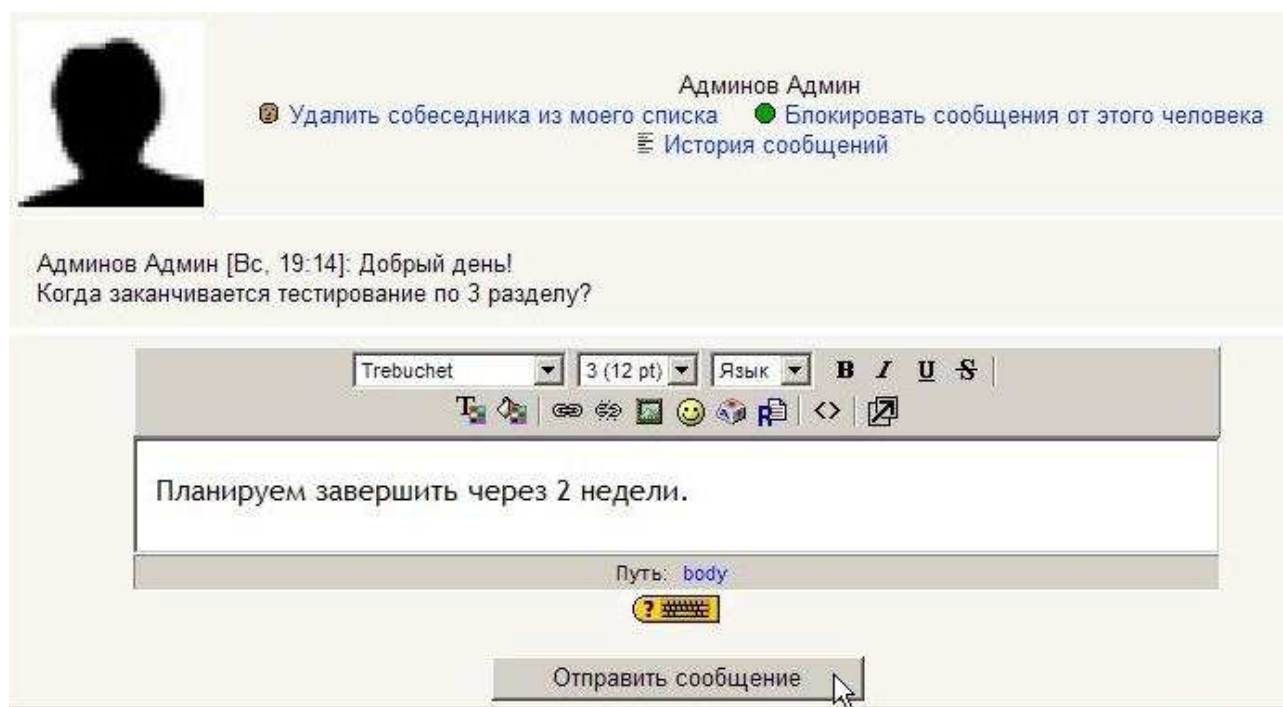 Админов Админ
Удалить собеседника из моего списка Блокировать сообщения от этого человека
История сообщений
Админов Админ [Вс, 19:14]: Добрый день!
Когда заканчивается тестирование по 3 разделу?
Trebuchet 3 (12 pt) Язык B I U S
Планируем завершить через 2 недели.
Путь: body
?
Отправить сообщение